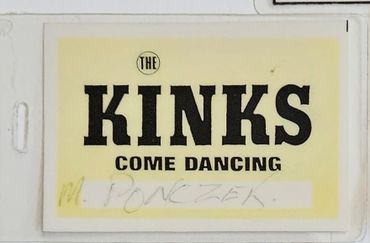 THE
KINKS
COME DANCING
M. PONCZEK.